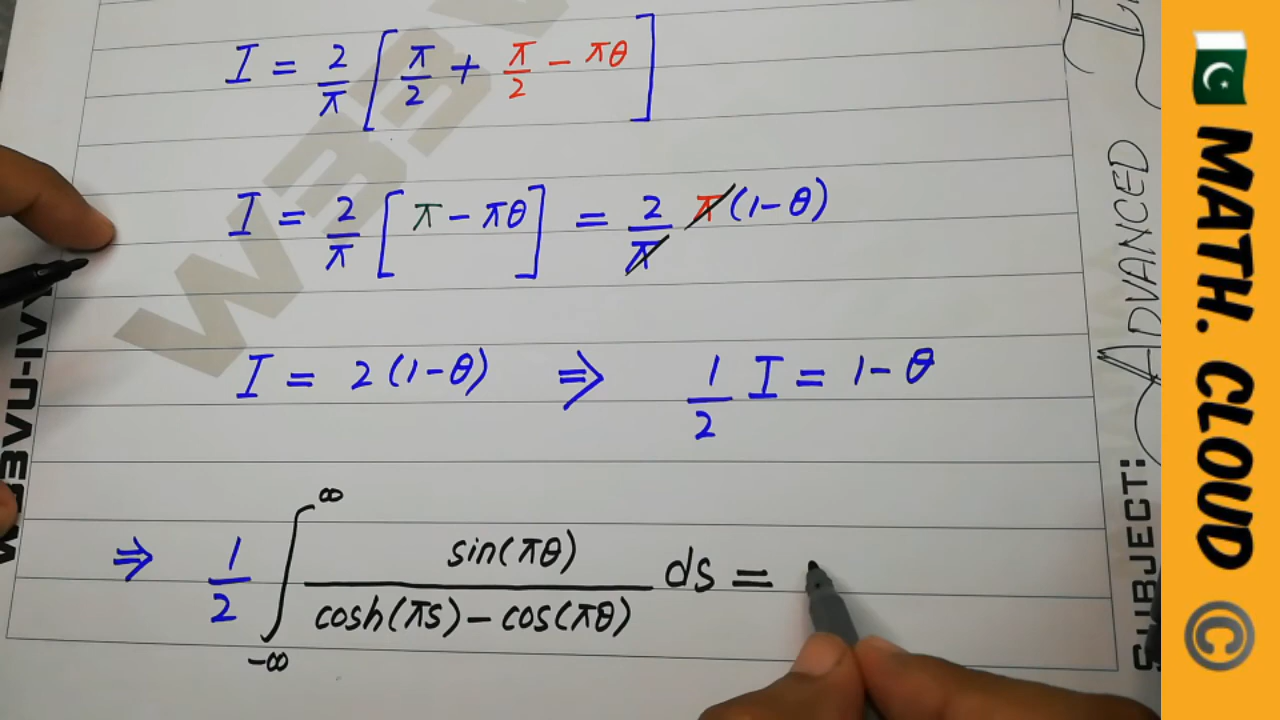 I = 2/π [ π/2 + π/2 − πθ ]
I = 2/π [ π − πθ ] = 2/π π (1 − θ)
I = 2 (1 − θ) ⇒ 1/2 I = 1 − θ
⇒ 1/2 ∫_{-∞}^{∞} sin(πθ) / cosh(πs) − cos(πθ) ds =
SUBJECT:
ADVANCED
MATH. CLOUD ©